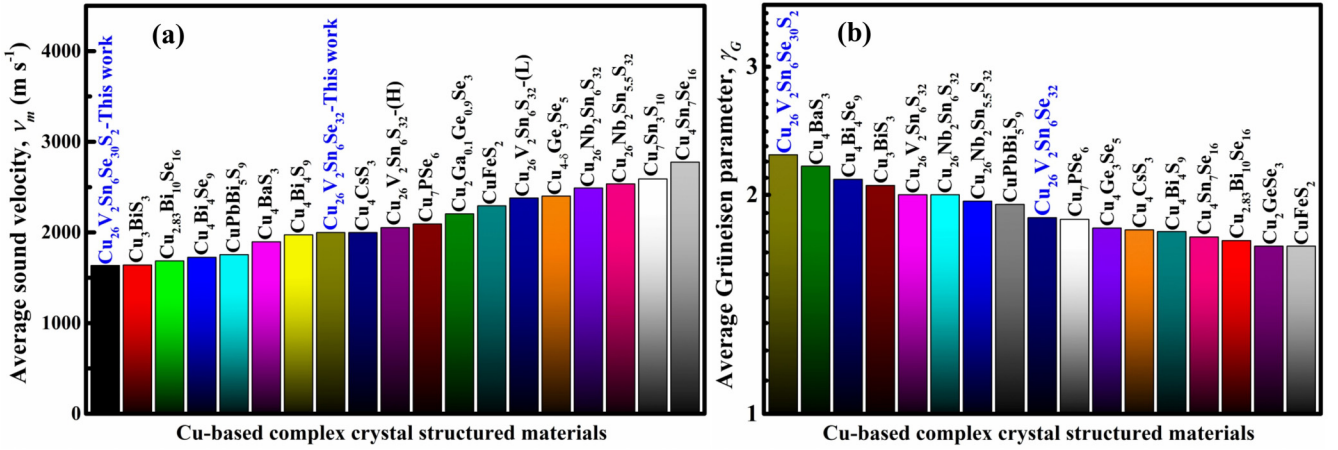 (a)
Average sound velocity, v_m (m s⁻¹)
4000
3000
2000
1000
0
Cu₂₆V₂Sn₆Se₃₀S₂-This work
Cu₃BiS₃
Cu₂.₈₃Bi₁₀Se₁₆
Cu₄Bi₄Se₉
CuPbBi₅S₉
Cu₄BaS₃
Cu₄Bi₄S₉
Cu₂₆V₂Sn₆Se₃₂-This work
Cu₄CsS₃
Cu₂₆V₂Sn₆S₃₂-(H)
Cu₇PSe₆
Cu₂Ga₀.₁Ge₀.₉Se₃
CuFeS₂
Cu₂₆V₂Sn₆S₃₂-(L)
Cu₄₋δGe₃Se₅
Cu₂₆Nb₂Sn₆S₃₂
Cu₂₆Nb₂Sn₅.₅S₃₂
Cu₇Sn₃S₁₀
Cu₄Sn₇Se₁₆
Cu-based complex crystal structured materials
(b)
Average Grüneisen parameter, γ_G
3
2
1
Cu₂₆V₂Sn₆Se₃₀S₂
Cu₄BaS₃
Cu₄Bi₄Se₉
Cu₃BiS₃
Cu₂₆V₂Sn₆S₃₂
Cu₂₆Nb₂Sn₆S₃₂
Cu₂₆Nb₂Sn₅.₅S₃₂
CuPbBi₅S₉
Cu₂₆V₂Sn₆Se₃₂
Cu₇PSe₆
Cu₄Ge₃Se₅
Cu₄CsS₃
Cu₄Bi₄S₉
Cu₄Sn₇Se₁₆
Cu₂.₈₃Bi₁₀Se₁₆
Cu₂GeSe₃
CuFeS₂
Cu-based complex crystal structured materials